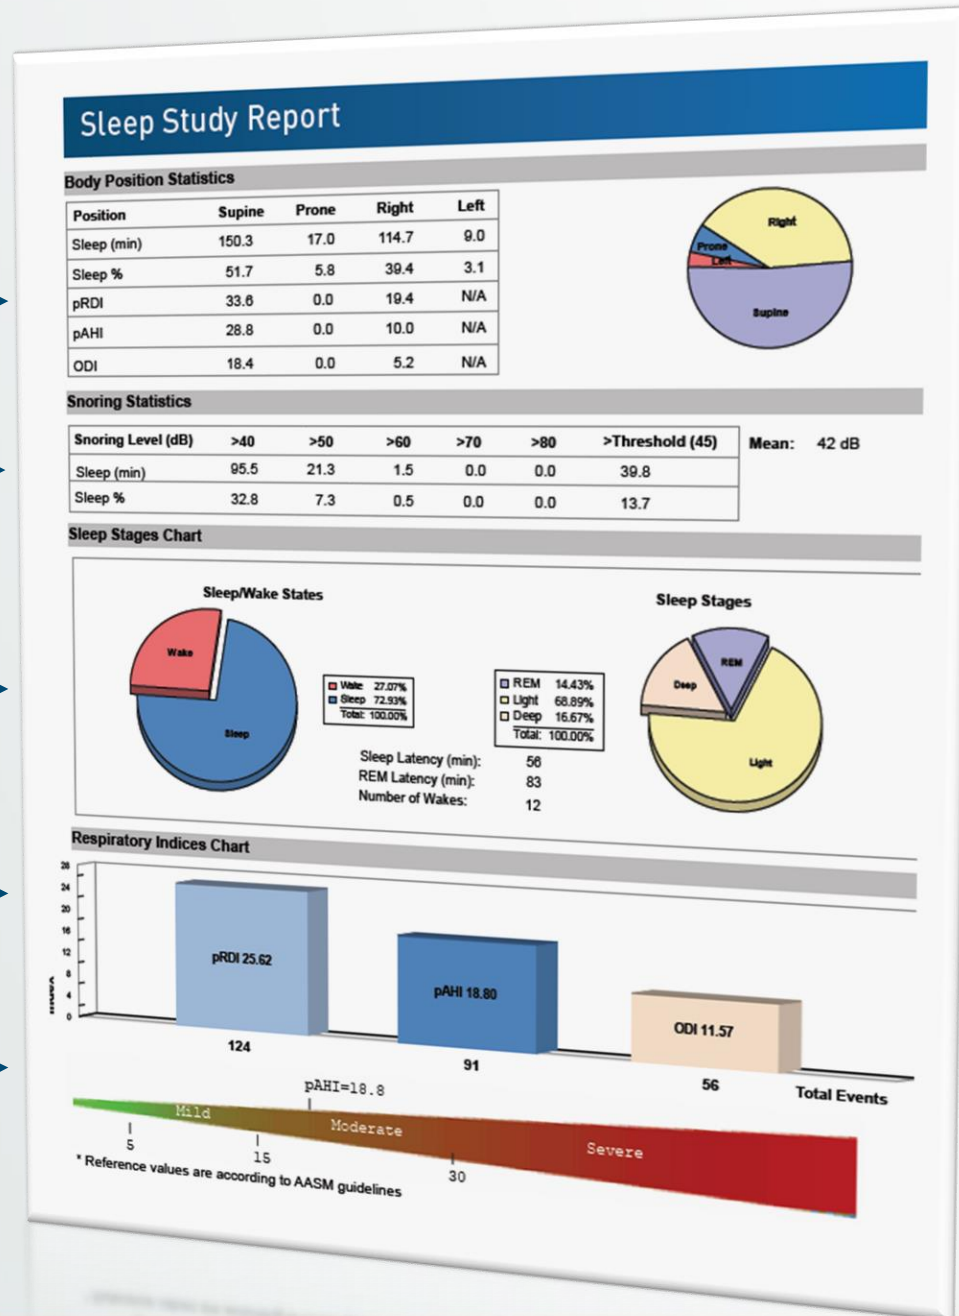 Sleep Study Report
Body Position Statistics
Position Supine Prone Right Left
Sleep (min) 150.3 17.0 114.7 9.0
Sleep % 51.7 5.8 39.4 3.1
pRDI 33.6 0.0 19.4 N/A
pAHI 28.8 0.0 10.0 N/A
ODI 18.4 0.0 5.2 N/A
Right
Prone
Left
Supine
Snoring Statistics
Snoring Level (dB) >40 >50 >60 >70 >80 >Threshold (45) Mean: 42 dB
Sleep (min) 95.5 21.3 1.5 0.0 0.0 39.8
Sleep % 32.8 7.3 0.5 0.0 0.0 13.7
Sleep Stages Chart
Sleep/Wake States
Wake
Sleep
Wake 27.07%
Sleep 72.93%
Total: 100.00%
Sleep Stages
REM 14.43%
Light 68.89%
Deep 16.67%
Total: 100.00%
REM
Deep
Light
Sleep Latency (min): 56
REM Latency (min): 83
Number of Wakes: 12
Respiratory Indices Chart
28
24
20
16
12
8
4
0
pRDI 25.62
pAHI 18.80
ODI 11.57
124 91 56 Total Events
pAHI=18.8
Mild Moderate Severe
5 15 30
* Reference values are according to AASM guidelines